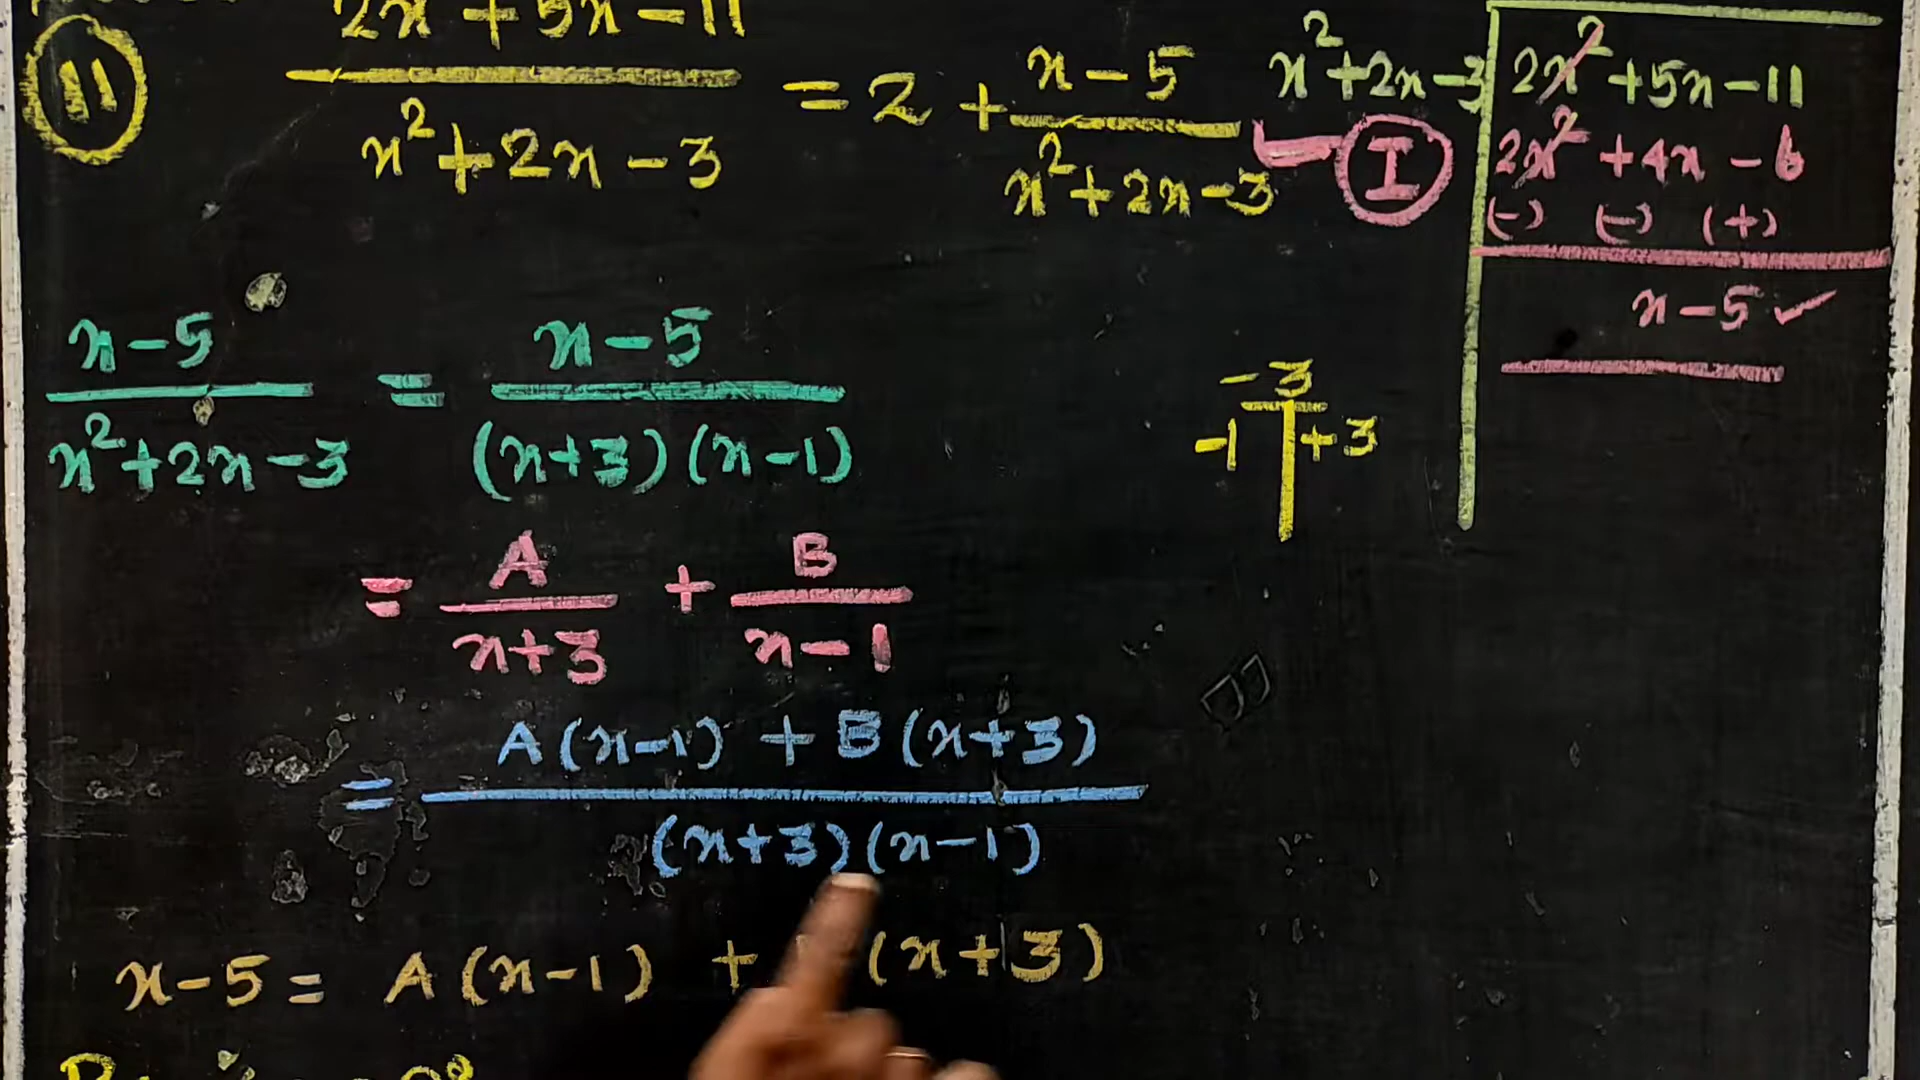 11
2x + 5x - 11
x² + 2x - 3
= 2 + x - 5
x² + 2x - 3
I
x² + 2x - 3
2x² + 5x - 11
2x² + 4x - 6
(-) (-) (+)
x - 5 ✓
x - 5 = x - 5
x² + 2x - 3 (x+3)(x-1)
-3
-1 +3
= A + B
x+3 x-1
= A(x-1) + B(x+3)
(x+3)(x-1)
x - 5 = A(x-1) + (x+3)